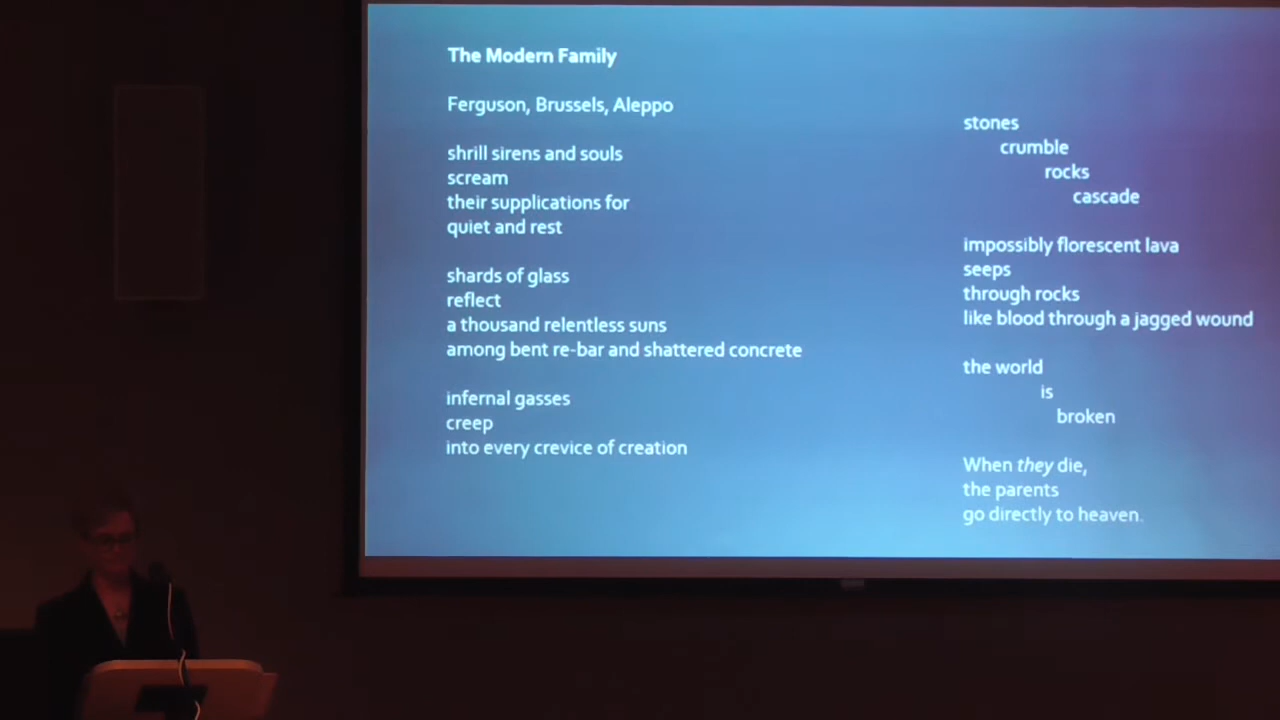 The Modern Family
Ferguson, Brussels, Aleppo
shrill sirens and souls
scream
their supplications for
quiet and rest
shards of glass
reflect
a thousand relentless suns
among bent re-bar and shattered concrete
infernal gasses
creep
into every crevice of creation
stones
crumble
rocks
cascade
impossibly florescent lava
seeps
through rocks
like blood through a jagged wound
the world
is
broken
When they die,
the parents
go directly to heaven.